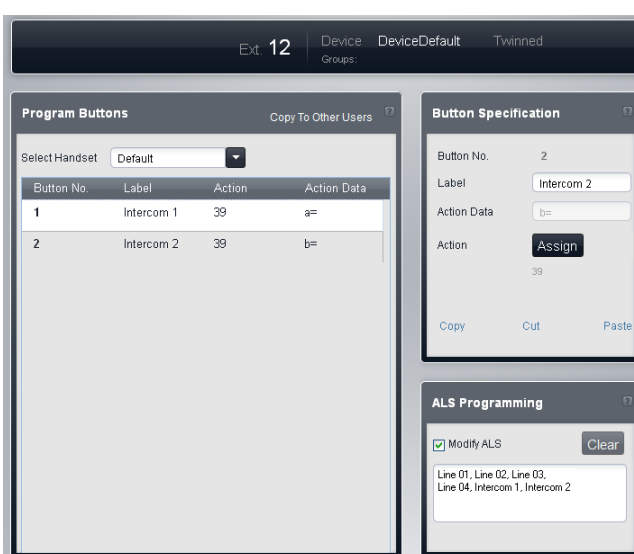 Ext. 12 Device DeviceDefault Twinned
Groups:
Program Buttons Copy To Other Users ?
Select Handset Default
Button No. Label Action Action Data
1 Intercom 1 39 a=
2 Intercom 2 39 b=
Button Specification ?
Button No. 2
Label Intercom 2
Action Data b=
Action Assign
39
Copy Cut Paste
ALS Programming ?
Modify ALS Clear
Line 01, Line 02, Line 03,
Line 04, Intercom 1, Intercom 2